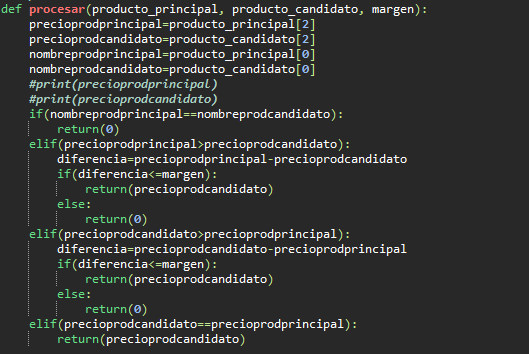 def procesar(producto_principal, producto_candidato, margen):
    precioprodprincipal=producto_principal[2]
    precioprodcandidato=producto_candidato[2]
    nombreprodprincipal=producto_principal[0]
    nombreprodcandidato=producto_candidato[0]
    #print(precioprodprincipal)
    #print(precioprodcandidato)
    if(nombreprodprincipal==nombreprodcandidato):
        return(0)
    elif(precioprodprincipal>precioprodcandidato):
        diferencia=precioprodprincipal-precioprodcandidato
        if(diferencia<=margen):
            return(precioprodcandidato)
        else:
            return(0)
    elif(precioprodcandidato>precioprodprincipal):
        diferencia=precioprodcandidato-precioprodprincipal
        if(diferencia<=margen):
            return(precioprodcandidato)
        else:
            return(0)
    elif(precioprodcandidato==precioprodprincipal):
        return(precioprodcandidato)